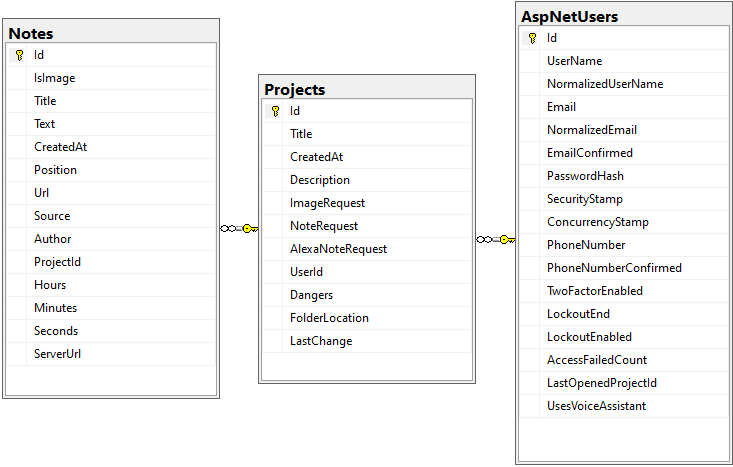 Notes
Id
IsImage
Title
Text
CreatedAt
Position
Url
Source
Author
ProjectId
Hours
Minutes
Seconds
ServerUrl
Projects
Id
Title
CreatedAt
Description
ImageRequest
NoteRequest
AlexaNoteRequest
UserId
Dangers
FolderLocation
LastChange
AspNetUsers
Id
UserName
NormalizedUserName
Email
NormalizedEmail
EmailConfirmed
PasswordHash
SecurityStamp
ConcurrencyStamp
PhoneNumber
PhoneNumberConfirmed
TwoFactorEnabled
LockoutEnd
LockoutEnabled
AccessFailedCount
LastOpenedProjectId
UsesVoiceAssistant